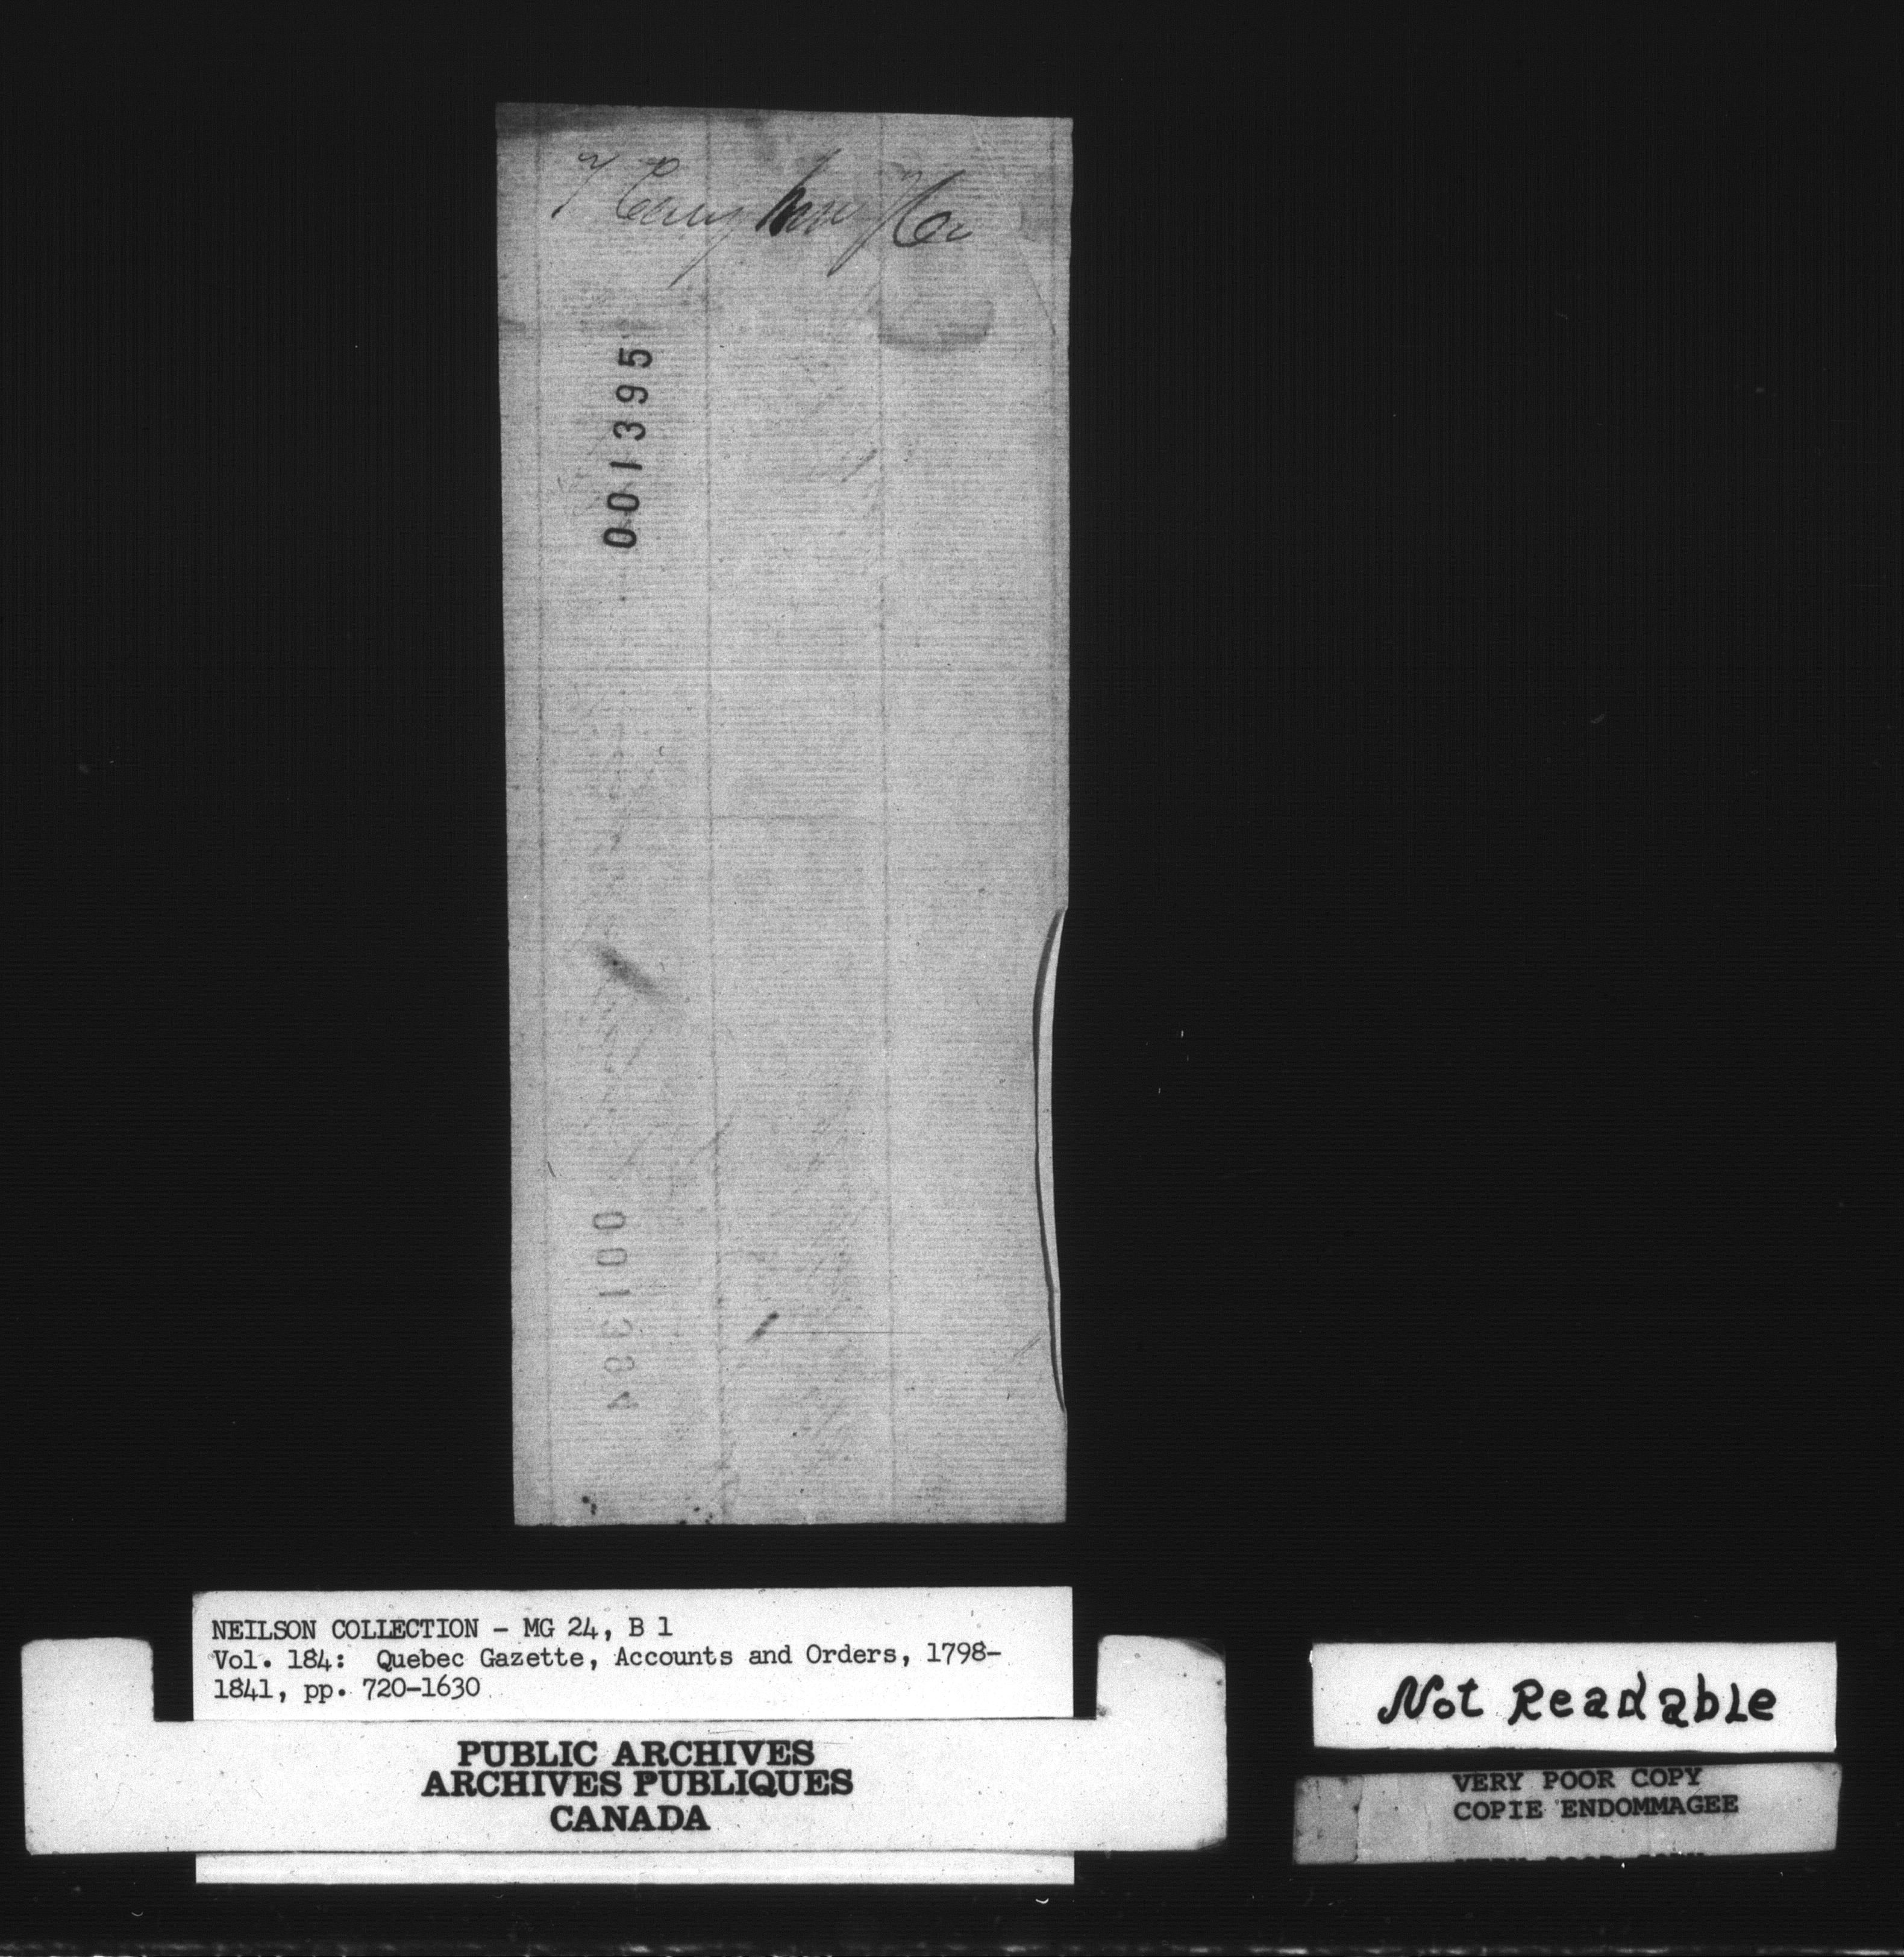 001395
001394
NEILSON COLLECTION - MG 24, B 1
Vol. 184: Quebec Gazette, Accounts and Orders, 1798-
1841, pp. 720-1630
PUBLIC ARCHIVES
ARCHIVES PUBLIQUES
CANADA
Not Readable
VERY POOR COPY
COPIE ENDOMMAGEE